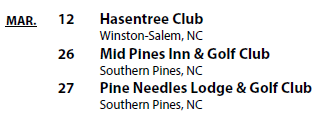 MAR. 12 Hasentree Club
Winston-Salem, NC
26 Mid Pines Inn & Golf Club
Southern Pines, NC
27 Pine Needles Lodge & Golf Club
Southern Pines, NC